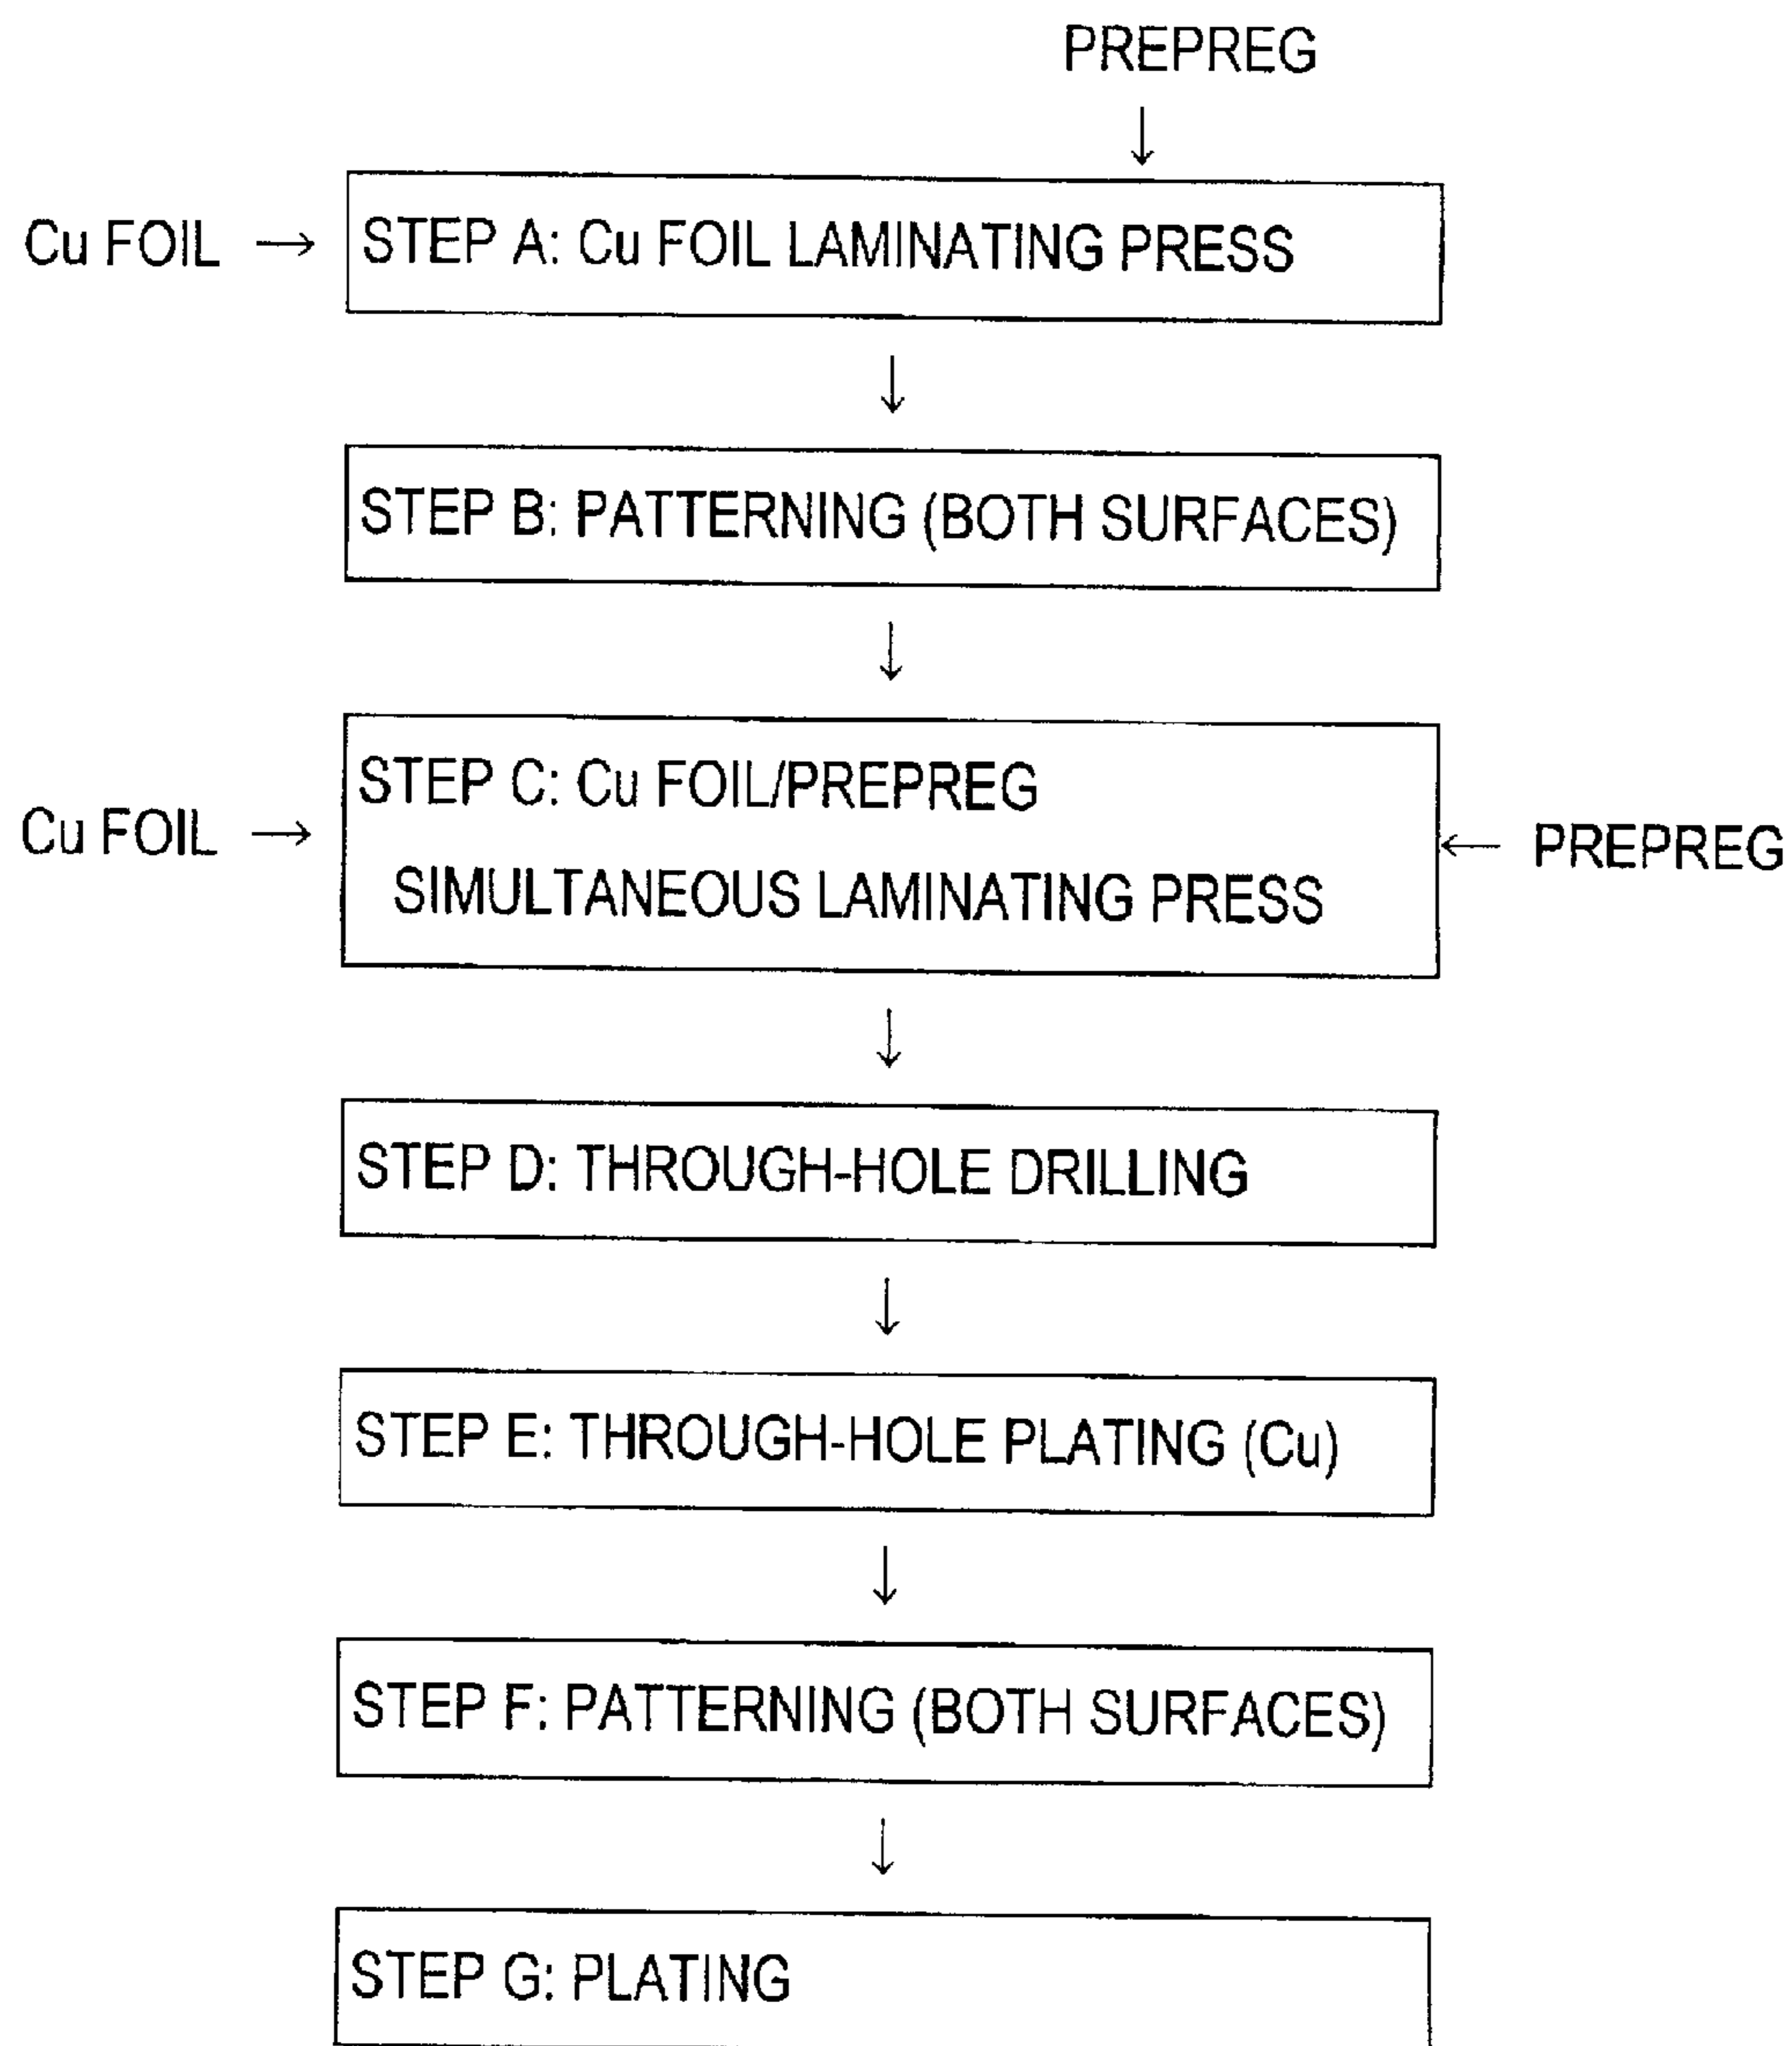 PREPREG
Cu FOIL → STEP A: Cu FOIL LAMINATING PRESS
STEP B: PATTERNING (BOTH SURFACES)
STEP C: Cu FOIL/PREPREG
Cu FOIL →
← PREPREG
SIMULTANEOUS LAMINATING PRESS
STEP D: THROUGH-HOLE DRILLING
STEP E: THROUGH-HOLE PLATING (Cu)
STEP F: PATTERNING (BOTH SURFACES)
STEP G: PLATING